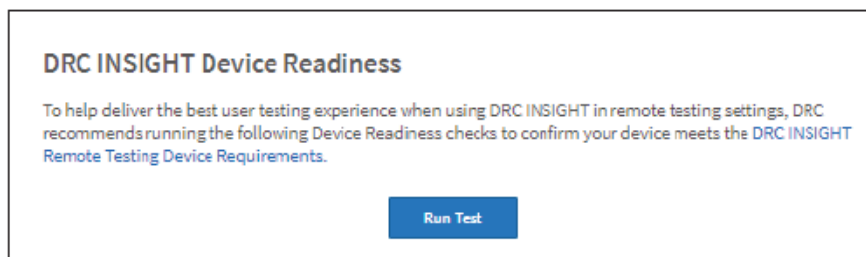 DRC INSIGHT Device Readiness
To help deliver the best user testing experience when using DRC INSIGHT in remote testing settings, DRC
recommends running the following Device Readiness checks to confirm your device meets the DRC INSIGHT
Remote Testing Device Requirements.
Run Test